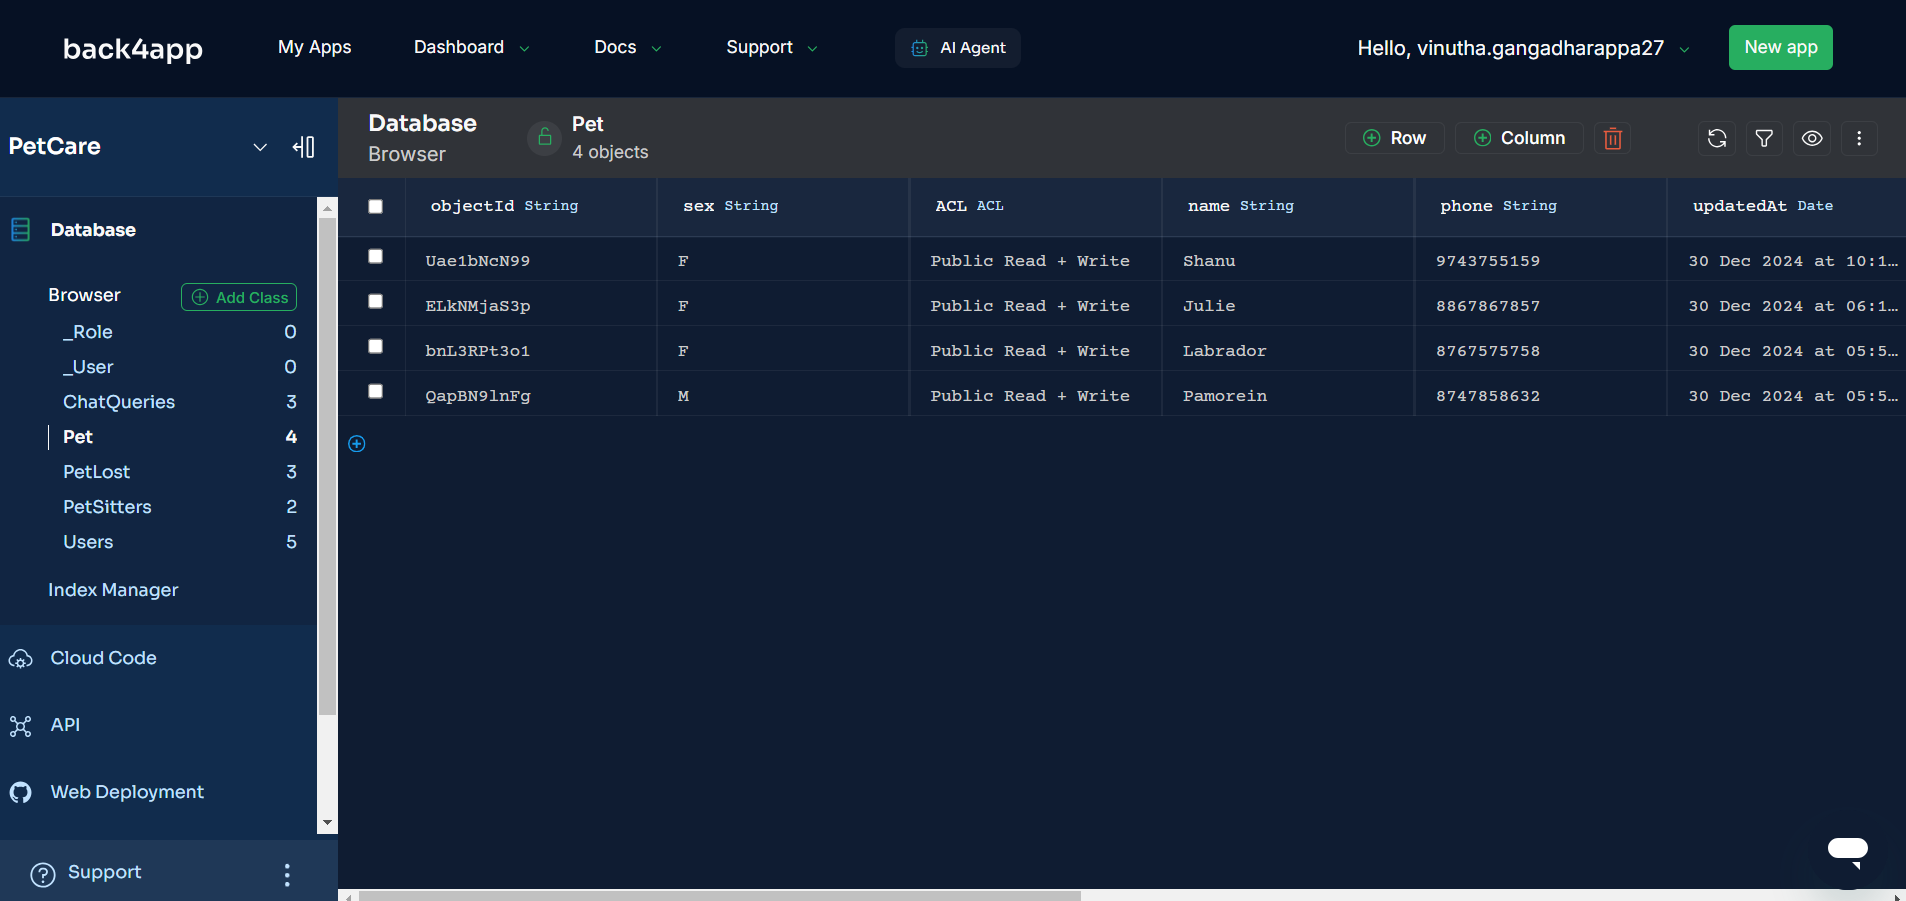 back4app My Apps Dashboard Docs Support AI Agent Hello, vinutha.gangadharappa27 New app
PetCare
Database
Browser Add Class
_Role 0
_User 0
ChatQueries 3
Pet 4
PetLost 3
PetSitters 2
Users 5
Index Manager
Cloud Code
API
Web Deployment
Support
Database
Browser
Pet
4 objects
Row Column
objectId String sex String ACL ACL name String phone String updatedAt Date
Uae1bNcN99 F Public Read + Write Shanu 9743755159 30 Dec 2024 at 10:1...
ELkNMjaS3p F Public Read + Write Julie 8867867857 30 Dec 2024 at 06:1...
bnL3RPt3o1 F Public Read + Write Labrador 8767575758 30 Dec 2024 at 05:5...
QapBN9lnFg M Public Read + Write Pamorein 8747858632 30 Dec 2024 at 05:5...